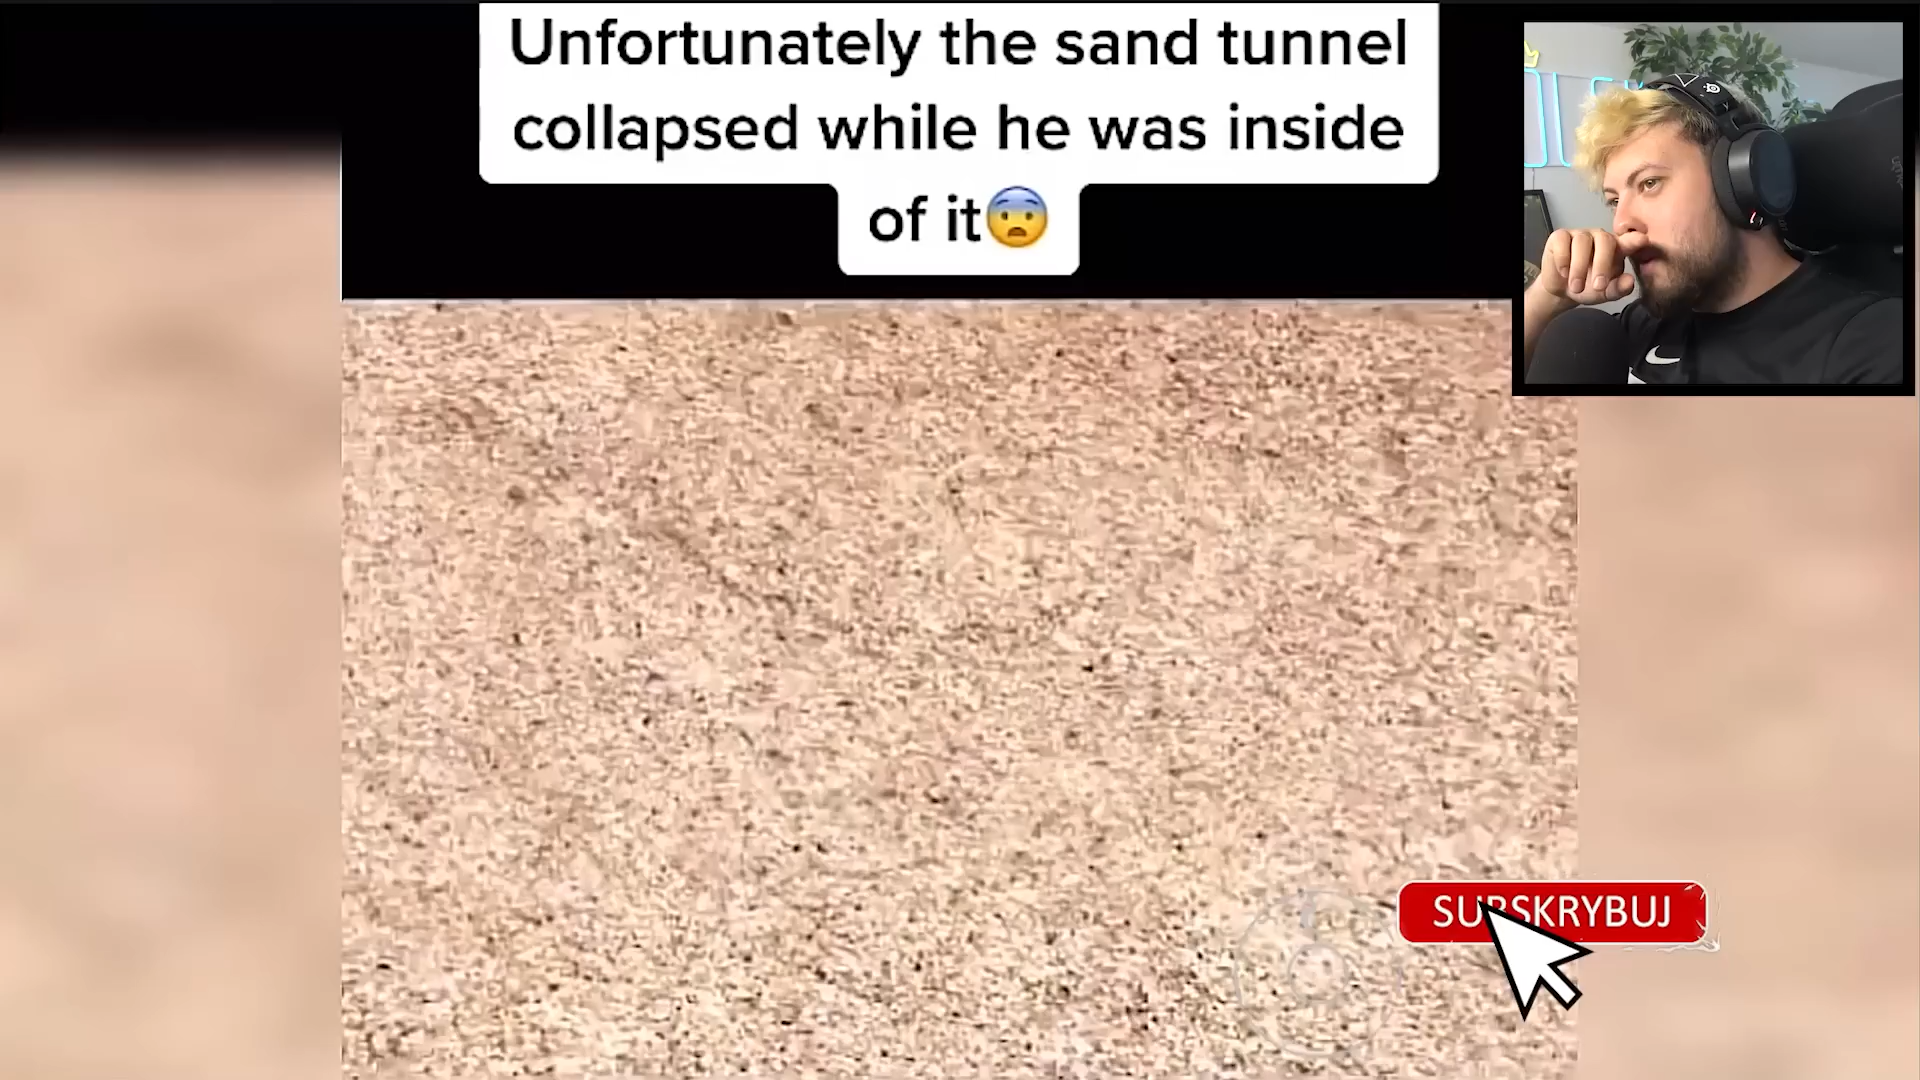 Unfortunately the sand tunnel
collapsed while he was inside
of it😨
SUBSKRYBUJ